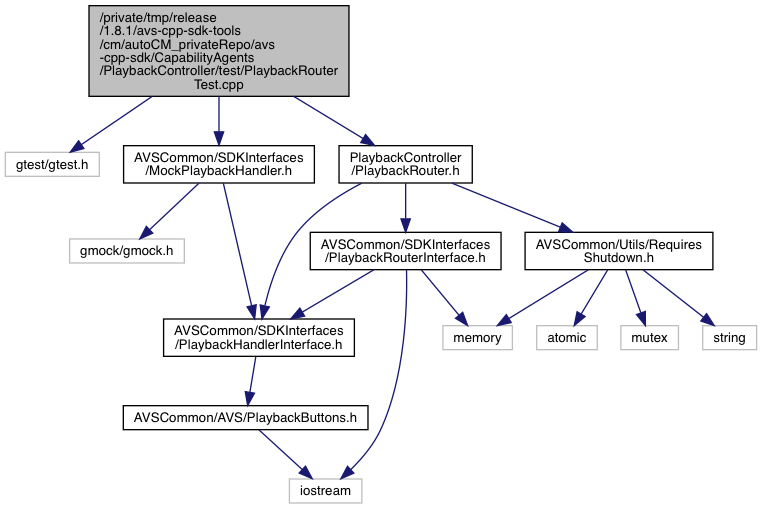 /private/tmp/release
/1.8.1/avs-cpp-sdk-tools
/cm/autoCM_privateRepo/avs
-cpp-sdk/CapabilityAgents
/PlaybackController/test/PlaybackRouter
Test.cpp
gtest/gtest.h
AVSCommon/SDKInterfaces
/MockPlaybackHandler.h
PlaybackController
/PlaybackRouter.h
gmock/gmock.h
AVSCommon/SDKInterfaces
/PlaybackRouterInterface.h
AVSCommon/Utils/Requires
Shutdown.h
AVSCommon/SDKInterfaces
/PlaybackHandlerInterface.h
memory
atomic
mutex
string
AVSCommon/AVS/PlaybackButtons.h
iostream